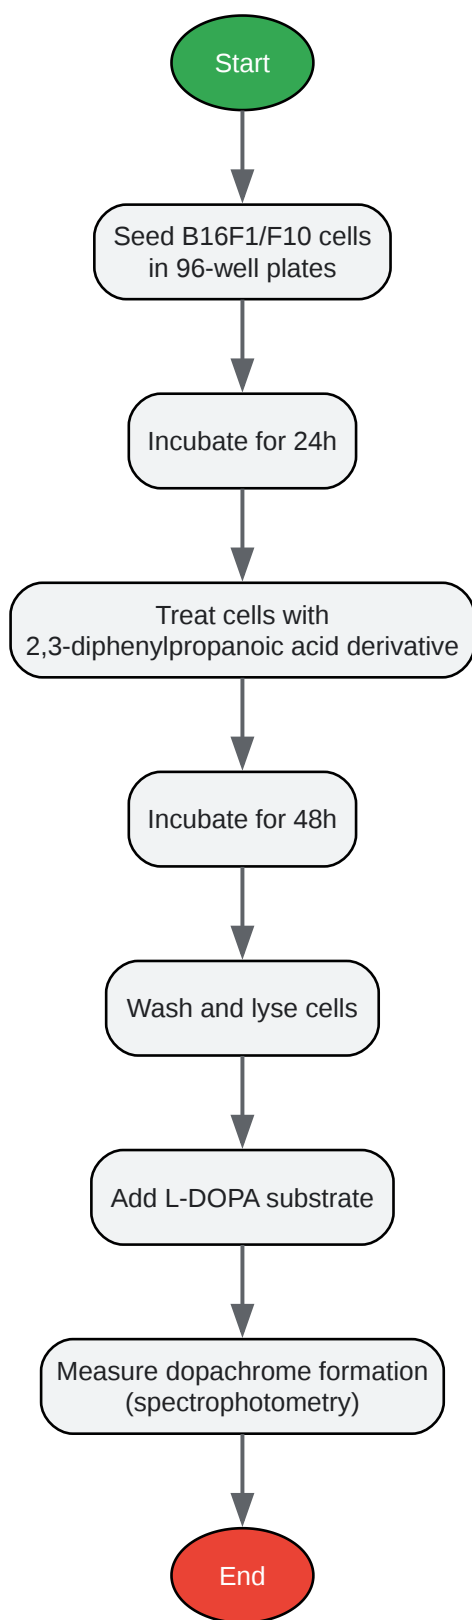 Start
Seed B16F1/F10 cells
in 96-well plates
Incubate for 24h
Treat cells with
2,3-diphenylpropanoic acid derivative
Incubate for 48h
Wash and lyse cells
Add L-DOPA substrate
Measure dopachrome formation
(spectrophotometry)
End